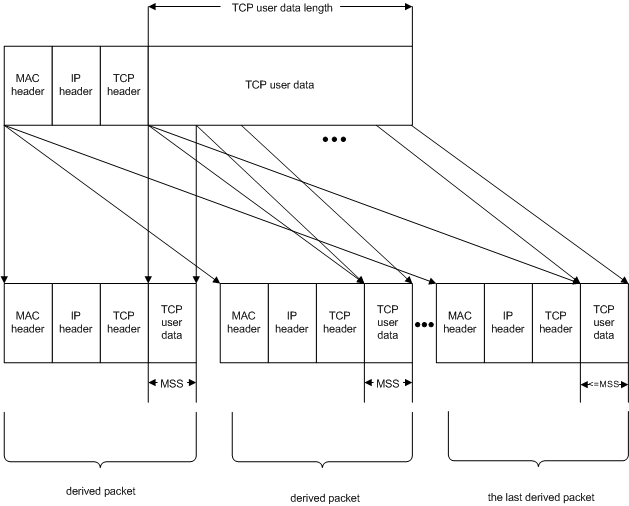 TCP user data length
MAC
header
IP
header
TCP
header
TCP user data
MAC
header
IP
header
TCP
header
TCP
user
data
MAC
header
IP
header
TCP
header
TCP
user
data
MAC
header
IP
header
TCP
header
TCP
user
data
MSS
MSS
<=MSS
derived packet
derived packet
the last derived packet